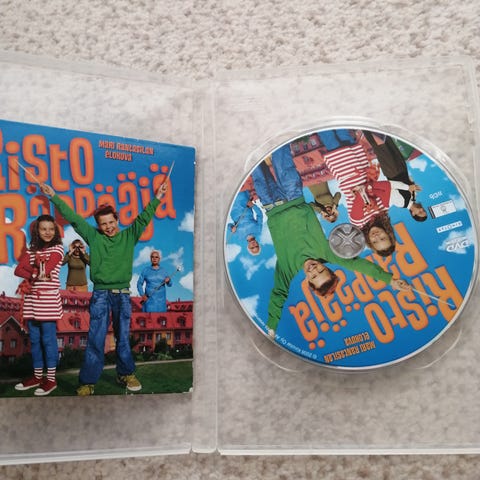 MARI RANTASILAN
ELOKUVA
Risto
Räppääjä
Risto
Räppääjä
MARI RANTASILAN
ELOKUVA
DVD